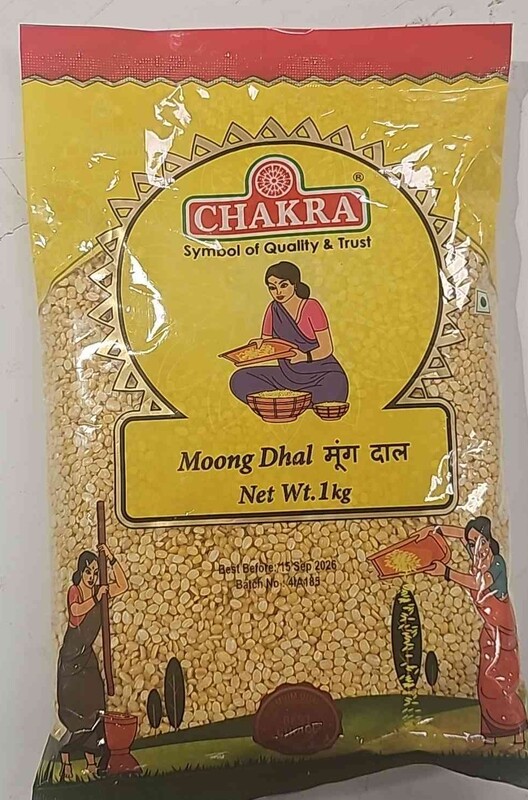 CHAKRA®
Symbol of Quality & Trust
Moong Dhal मूंग दाल
Net Wt.1kg
Best Before: 15 Sep 2026
Batch No.: 4IA185